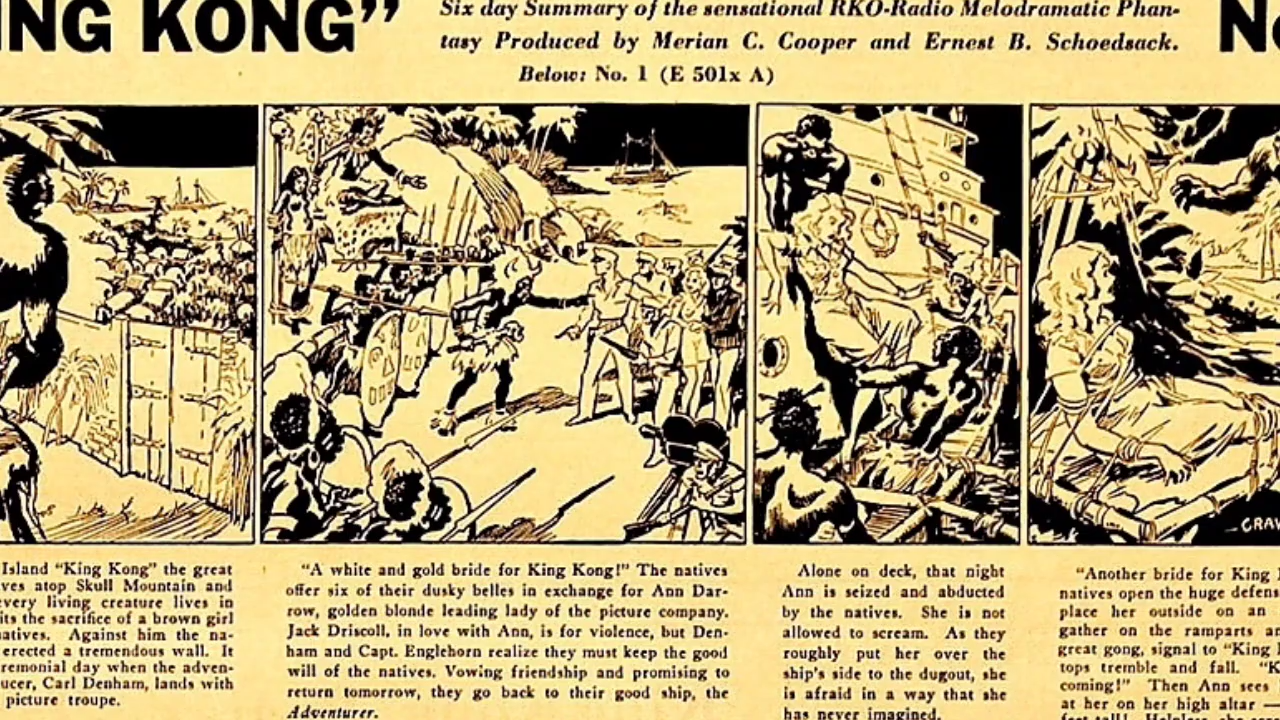 ING KONG”
Six day Summary of the sensational RKO-Radio Melodramatic Phan-
tasy Produced by Merian C. Cooper and Ernest B. Schoedsack.
Below: No. 1 (E 501x A)
No
Island “King Kong” the great
ves atop Skull Mountain and
every living creature lives in
its the sacrifice of a brown girl
natives. Against him the na-
erected a tremendous wall. It
remonial day when the adven-
ucer, Carl Denham, lands with
picture troupe.
“A white and gold bride for King Kong!” The natives
offer six of their dusky belles in exchange for Ann Dar-
row, golden blonde leading lady of the picture company.
Jack Driscoll, in love with Ann, is for violence, but Den-
ham and Capt. Englehorn realize they must keep the good
will of the natives. Vowing friendship and promising to
return tomorrow, they go back to their good ship, the
Adventurer.
Alone on deck, that night
Ann is seized and abducted
by the natives. She is not
allowed to scream. As they
roughly put her over the
ship’s side to the dugout, she
is afraid in a way that she
has never imagined.
CRAW
“Another bride for King
natives open the huge defens
place her outside on an
gather on the ramparts an
great gong, signal to “King
tops tremble and fall. “K
coming!” Then Ann sees
at her on her high altar —